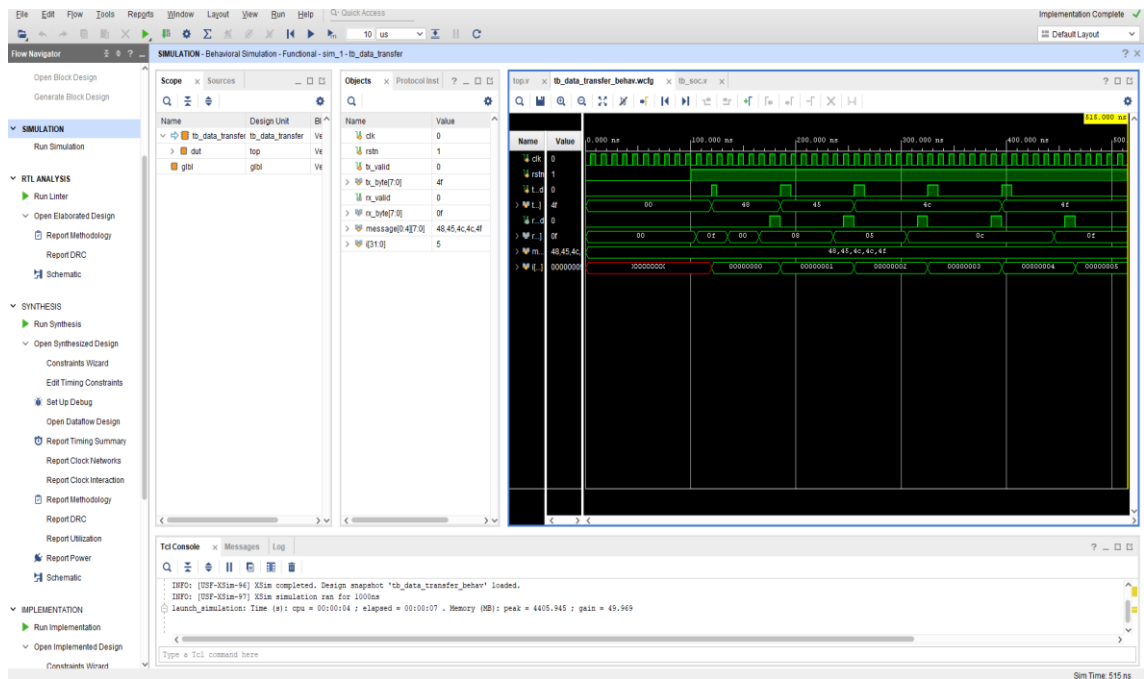 File Edit Flow Tools Reports Window Layout View Run Help Q- Quick Access Implementation Complete
10 us Default Layout
Flow Navigator
SIMULATION - Behavioral Simulation - Functional - sim_1 - tb_data_transfer
Open Block Design
Generate Block Design
SIMULATION
Run Simulation
RTL ANALYSIS
Run Linter
Open Elaborated Design
Report Methodology
Report DRC
Schematic
SYNTHESIS
Run Synthesis
Open Synthesized Design
Constraints Wizard
Edit Timing Constraints
Set Up Debug
Open Dataflow Design
Report Timing Summary
Report Clock Networks
Report Clock Interaction
Report Methodology
Report DRC
Report Utilization
Report Power
Schematic
IMPLEMENTATION
Run Implementation
Open Implemented Design
Constraints Wizard
Scope Sources
Name Design Unit Bl
tb_data_transfer tb_data_transfer Ve
dut top Ve
glbl glbl Ve
Objects Protocol Inst
Name Value
clk 0
rstn 1
tx_valid 0
tx_byte[7:0] 4f
rx_valid 0
rx_byte[7:0] 0f
message[0:4][7:0] 48,45,4c,4c,4f
i[31:0] 5
top.v tb_data_transfer_behav.wcfg tb_soc.v
515.000 ns
Name Value 0.000 ns 100.000 ns 200.000 ns 300.000 ns 400.000 ns 500.
clk 0
rstn 1
t...d 0
t...] 4f 00 48 45 4c 4f
r...d 0
r...] 0f 00 0f 00 08 05 0c 0f
m... 48,45,4c, 48,45,4c,4c,4f
i[...] 0000000 XXXXXXXX 00000000 00000001 00000002 00000003 00000004 00000005
Tcl Console Messages Log
INFO: [USF-XSim-96] XSim completed. Design snapshot 'tb_data_transfer_behav' loaded.
INFO: [USF-XSim-97] XSim simulation ran for 1000ns
launch_simulation: Time (s): cpu = 00:00:04 ; elapsed = 00:00:07 . Memory (MB): peak = 4405.945 ; gain = 49.969
Type a Tcl command here
Sim Time: 515 ns